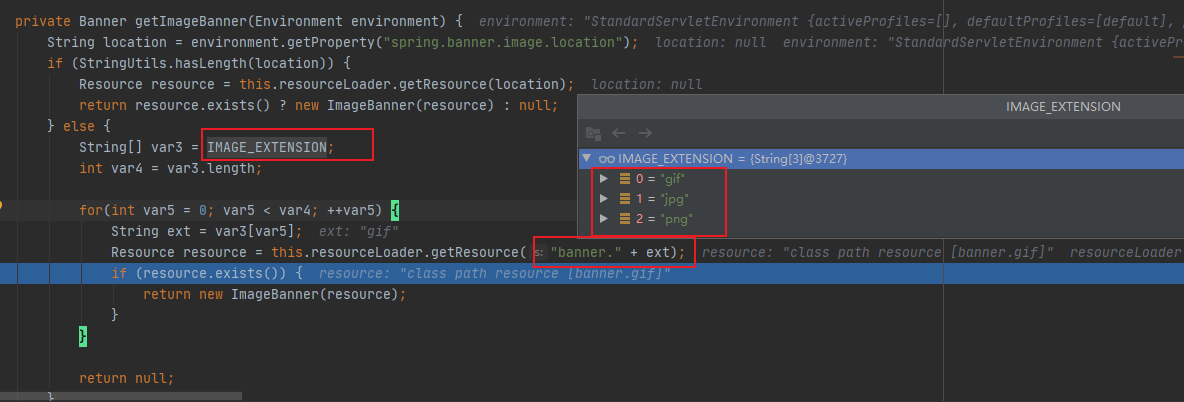 private Banner getImageBanner(Environment environment) { environment: "StandardServletEnvironment {activeProfiles=[], defaultProfiles=[default],
String location = environment.getProperty("spring.banner.image.location"); location: null environment: "StandardServletEnvironment {activePr
if (StringUtils.hasLength(location)) {
Resource resource = this.resourceLoader.getResource(location); location: null
return resource.exists() ? new ImageBanner(resource) : null;
IMAGE_EXTENSION
} else {
String[] var3 = IMAGE_EXTENSION;
IMAGE_EXTENSION = {String[3]@3727}
int var4 = var3.length;
0 = "gif"
1 = "jpg"
2 = "png"
for(int var5 = 0; var5 < var4; ++var5) {
String ext = var3[var5]; ext: "gif"
Resource resource = this.resourceLoader.getResource( s: "banner." + ext); resource: "class path resource [banner.gif]" resourceLoader
if (resource.exists()) { resource: "class path resource [banner.gif]"
return new ImageBanner(resource);
}
}
return null;
}